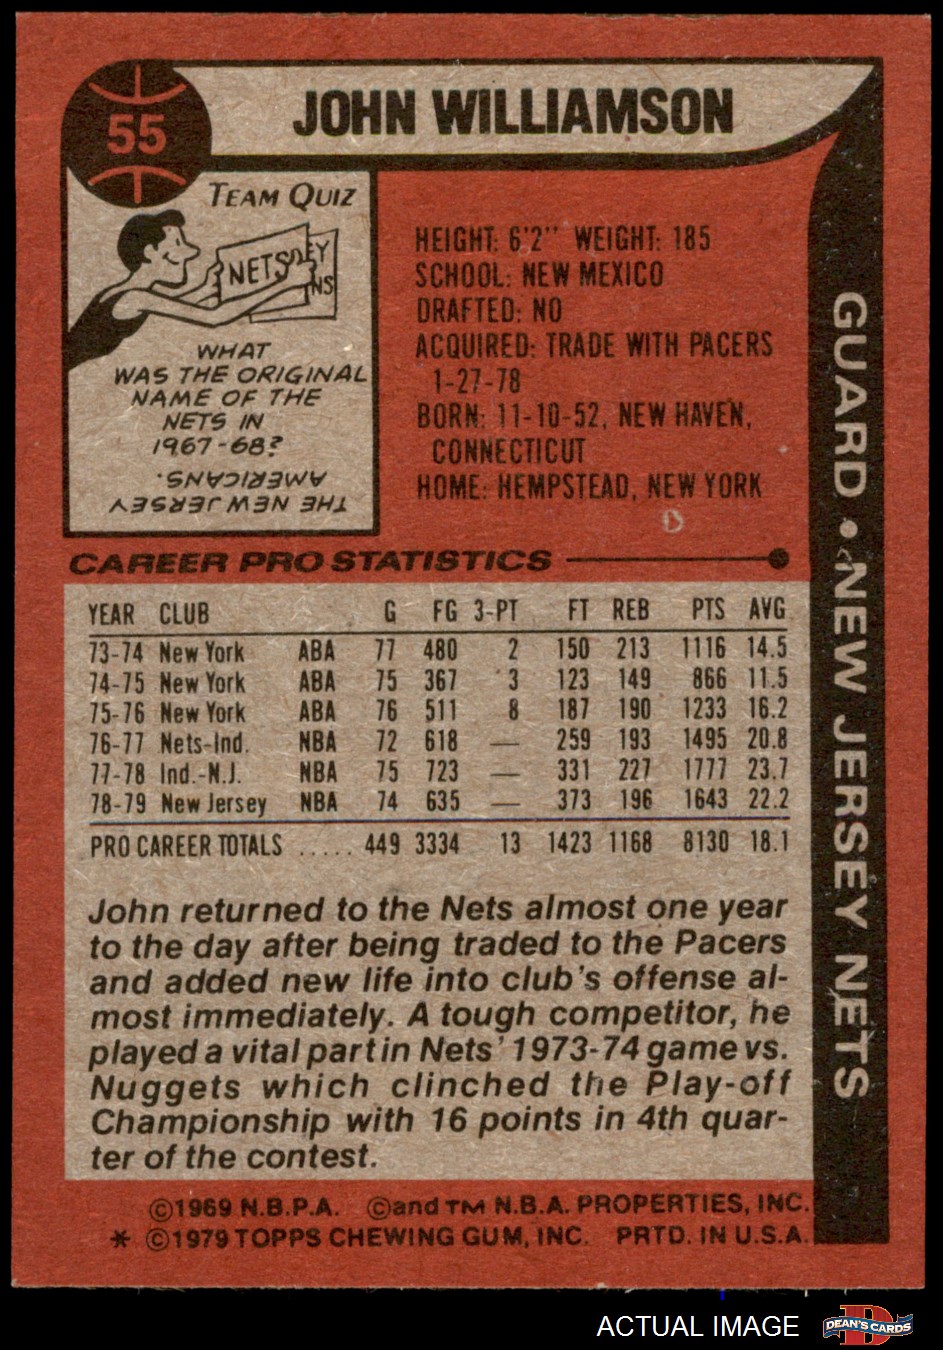 55
JOHN WILLIAMSON
TEAM QUIZ
NETS
EY
NS
WHAT
WAS THE ORIGINAL
NAME OF THE
NETS IN
1967-68?
THE NEW JERSEY
AMERICANS.
HEIGHT: 6'2" WEIGHT: 185
SCHOOL: NEW MEXICO
DRAFTED: NO
ACQUIRED: TRADE WITH PACERS
1-27-78
BORN: 11-10-52, NEW HAVEN,
CONNECTICUT
HOME: HEMPSTEAD, NEW YORK
GUARD • NEW JERSEY NETS
CAREER PRO STATISTICS
YEAR CLUB G FG 3-PT FT REB PTS AVG
73-74 New York ABA 77 480 2 150 213 1116 14.5
74-75 New York ABA 75 367 3 123 149 866 11.5
75-76 New York ABA 76 511 8 187 190 1233 16.2
76-77 Nets-Ind. NBA 72 618 — 259 193 1495 20.8
77-78 Ind.-N.J. NBA 75 723 — 331 227 1777 23.7
78-79 New Jersey NBA 74 635 — 373 196 1643 22.2
PRO CAREER TOTALS ..... 449 3334 13 1423 1168 8130 18.1
John returned to the Nets almost one year
to the day after being traded to the Pacers
and added new life into club's offense al-
most immediately. A tough competitor, he
played a vital part in Nets' 1973-74 game vs.
Nuggets which clinched the Play-off
Championship with 16 points in 4th quar-
ter of the contest.
©1969 N.B.P.A. ©and TM N.B.A. PROPERTIES, INC.
* ©1979 TOPPS CHEWING GUM, INC. PRTD. IN U.S.A.
ACTUAL IMAGE
D
DEAN'S CARDS